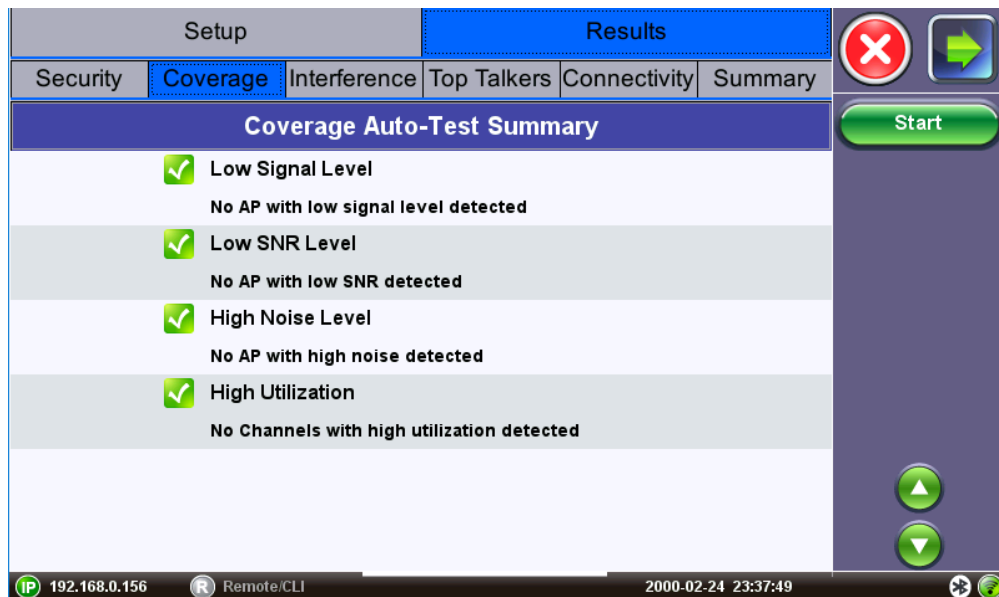 Setup Results
Security Coverage Interference Top Talkers Connectivity Summary
Coverage Auto-Test Summary
Start
Low Signal Level
No AP with low signal level detected
Low SNR Level
No AP with low SNR detected
High Noise Level
No AP with high noise detected
High Utilization
No Channels with high utilization detected
IP 192.168.0.156 R Remote/CLI 2000-02-24 23:37:49